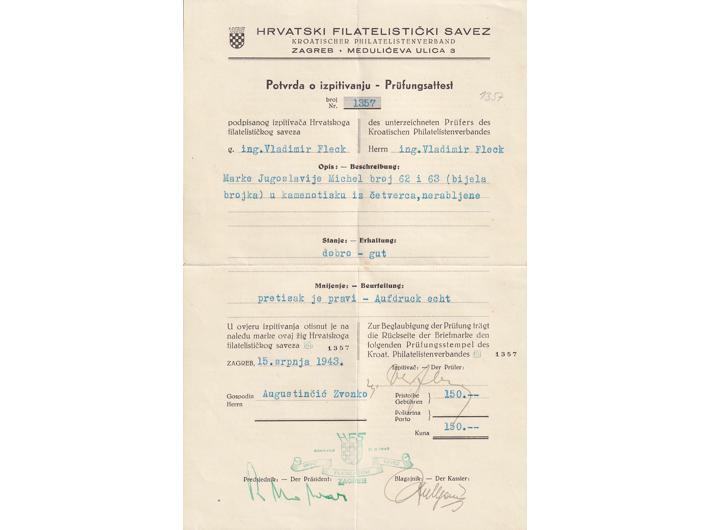 HRVATSKI FILATELISTIČKI SAVEZ
KROATISCHER PHILATELISTENVERBAND
ZAGREB • MEDULIĆEVA ULICA 3
Potvrda o izpitivanju - Prüfungsattest
broj
Nr. 1357
1357
podpisanog izpitivača Hrvatskoga
filatelističkog saveza
g. ing.Vladimir Fleck
des unterzeichneten Prüfers des
Kroatischen Philatelistenverbandes
Herrn ing.Vladimir Fleck
Opis: — Beschreibung:
Marke Jugoslavije Michel broj 62 i 63 (bijela
brojka) u kamenotisku iz četverca,nerabljene
Stanje: — Erhaltung:
dobro - gut
Mnijenje: — Beurteilung:
pretisak je pravi - Aufdruck echt
U ovjeru izpitivanja otisnut je na
naleđu marke ovaj žig Hrvatskoga
filatelističkog saveza 1357
ZAGREB, 15.srpnja 1943.
Zur Beglaubigung der Prüfung trägt
die Rückseite der Briefmarke den
folgenden Prüfungsstempel des
Kroat. Philatelistenverbandes 1357
Izpitivač: — Der Prüfer:
Gospodin
Herrn
Augustinčić Zvonko
Pristojbe
Gebühren } 150.--
Poštarina
Porto }
Kuna 150.--
HFS
ZAGREB
Predsjednik: — Der Präsident:
Blagajnik: — Der Kassier: